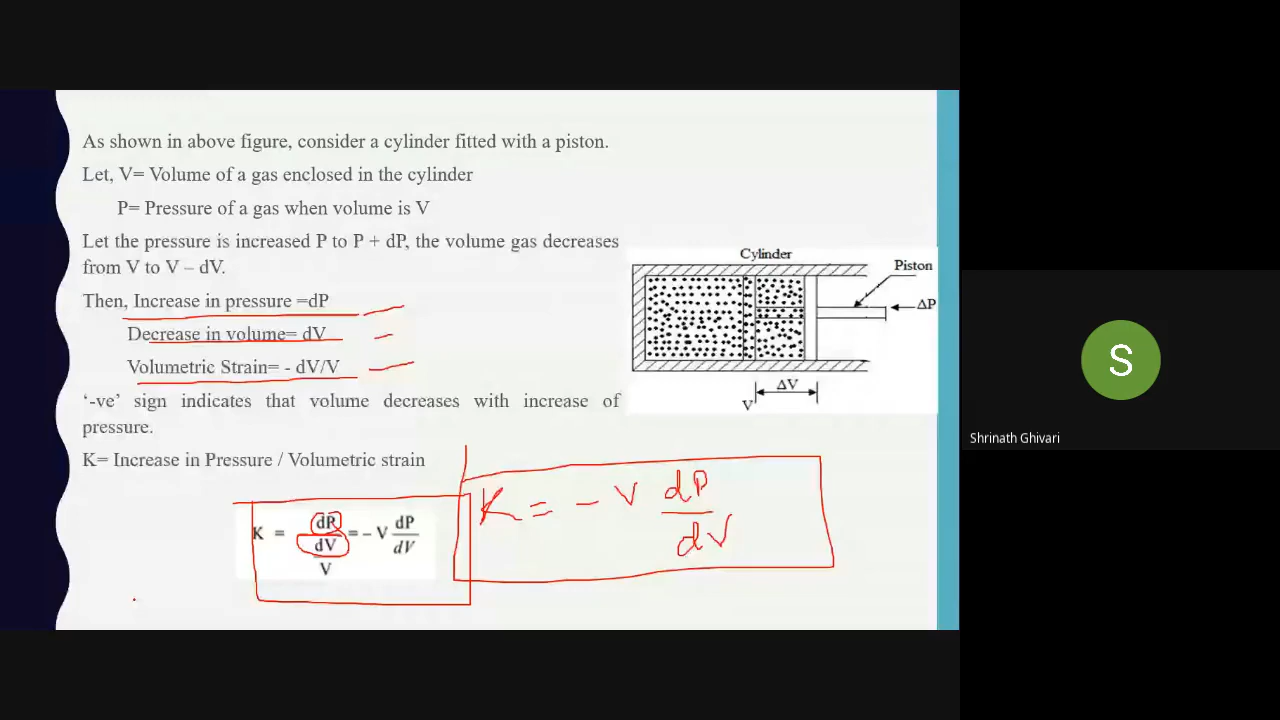 As shown in above figure, consider a cylinder fitted with a piston.
Let, V= Volume of a gas enclosed in the cylinder
P= Pressure of a gas when volume is V
Let the pressure is increased P to P + dP, the volume gas decreases
from V to V – dV.
Then, Increase in pressure =dP
Decrease in volume= dV
Volumetric Strain= - dV/V
‘-ve’ sign indicates that volume decreases with increase of
pressure.
K= Increase in Pressure / Volumetric strain
K = dP / (dV / V) = – V dP / dV
K = – V dP / dV
Cylinder
Piston
ΔP
ΔV
V
S
Shrinath Ghivari